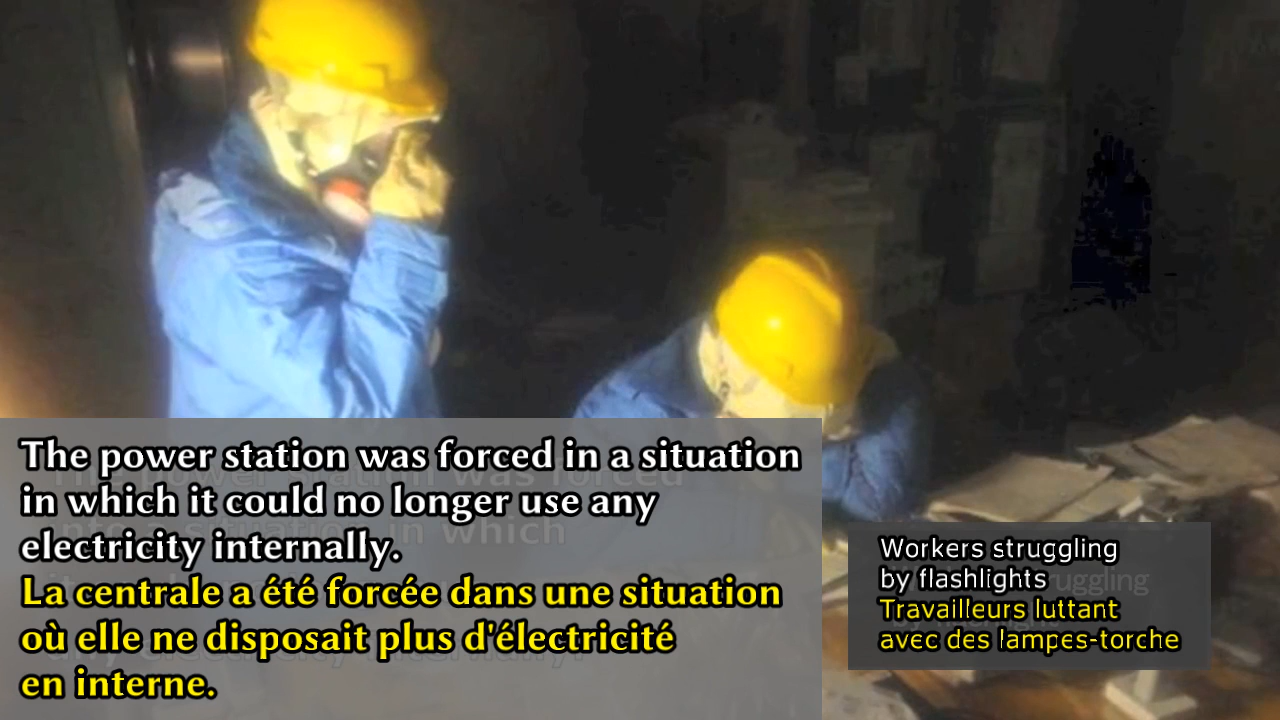 The power station was forced in a situation
in which it could no longer use any
electricity internally.
La centrale a été forcée dans une situation
où elle ne disposait plus d'électricité
en interne.
Workers struggling
by flashlights
Travailleurs luttant
avec des lampes-torche